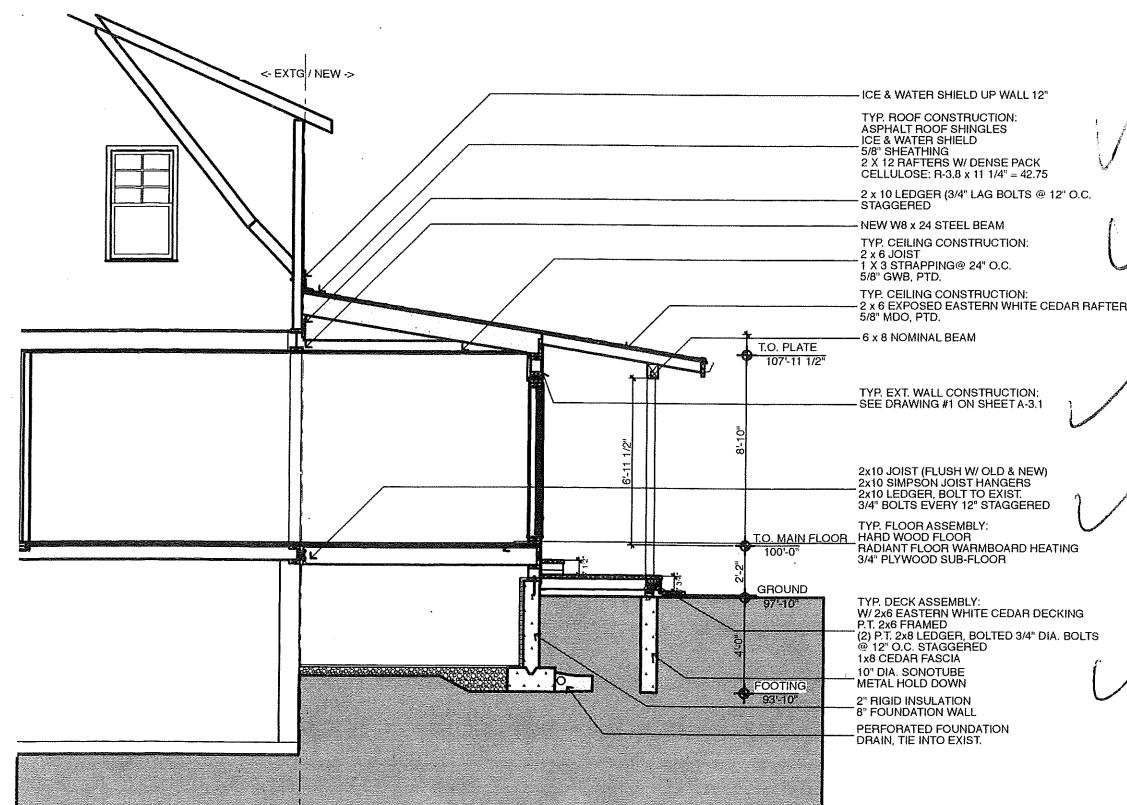 <- EXTG / NEW ->
ICE & WATER SHIELD UP WALL 12"
TYP. ROOF CONSTRUCTION:
ASPHALT ROOF SHINGLES
ICE & WATER SHIELD
5/8" SHEATHING
2 X 12 RAFTERS W/ DENSE PACK
CELLULOSE: R-3.8 x 11 1/4" = 42.75
2 x 10 LEDGER (3/4" LAG BOLTS @ 12" O.C.
STAGGERED
NEW W8 x 24 STEEL BEAM
TYP. CEILING CONSTRUCTION:
2 x 6 JOIST
1 X 3 STRAPPING@ 24" O.C.
5/8" GWB, PTD.
TYP. CEILING CONSTRUCTION:
2 x 6 EXPOSED EASTERN WHITE CEDAR RAFTER
5/8" MDO, PTD.
6 x 8 NOMINAL BEAM
T.O. PLATE
107'-11 1/2"
TYP. EXT. WALL CONSTRUCTION:
SEE DRAWING #1 ON SHEET A-3.1
8'-10"
6'-11 1/2"
2x10 JOIST (FLUSH W/ OLD & NEW)
2x10 SIMPSON JOIST HANGERS
2x10 LEDGER, BOLT TO EXIST.
3/4" BOLTS EVERY 12" STAGGERED
T.O. MAIN FLOOR
100'-0"
TYP. FLOOR ASSEMBLY:
HARD WOOD FLOOR
RADIANT FLOOR WARMBOARD HEATING
3/4" PLYWOOD SUB-FLOOR
2'-2"
GROUND
97'-10"
TYP. DECK ASSEMBLY:
W/ 2x6 EASTERN WHITE CEDAR DECKING
P.T. 2x6 FRAMED
(2) P.T. 2x8 LEDGER, BOLTED 3/4" DIA. BOLTS
@ 12" O.C. STAGGERED
1x8 CEDAR FASCIA
10" DIA. SONOTUBE
METAL HOLD DOWN
4'-0"
FOOTING
93'-10"
2" RIGID INSULATION
8" FOUNDATION WALL
PERFORATED FOUNDATION
DRAIN, TIE INTO EXIST.